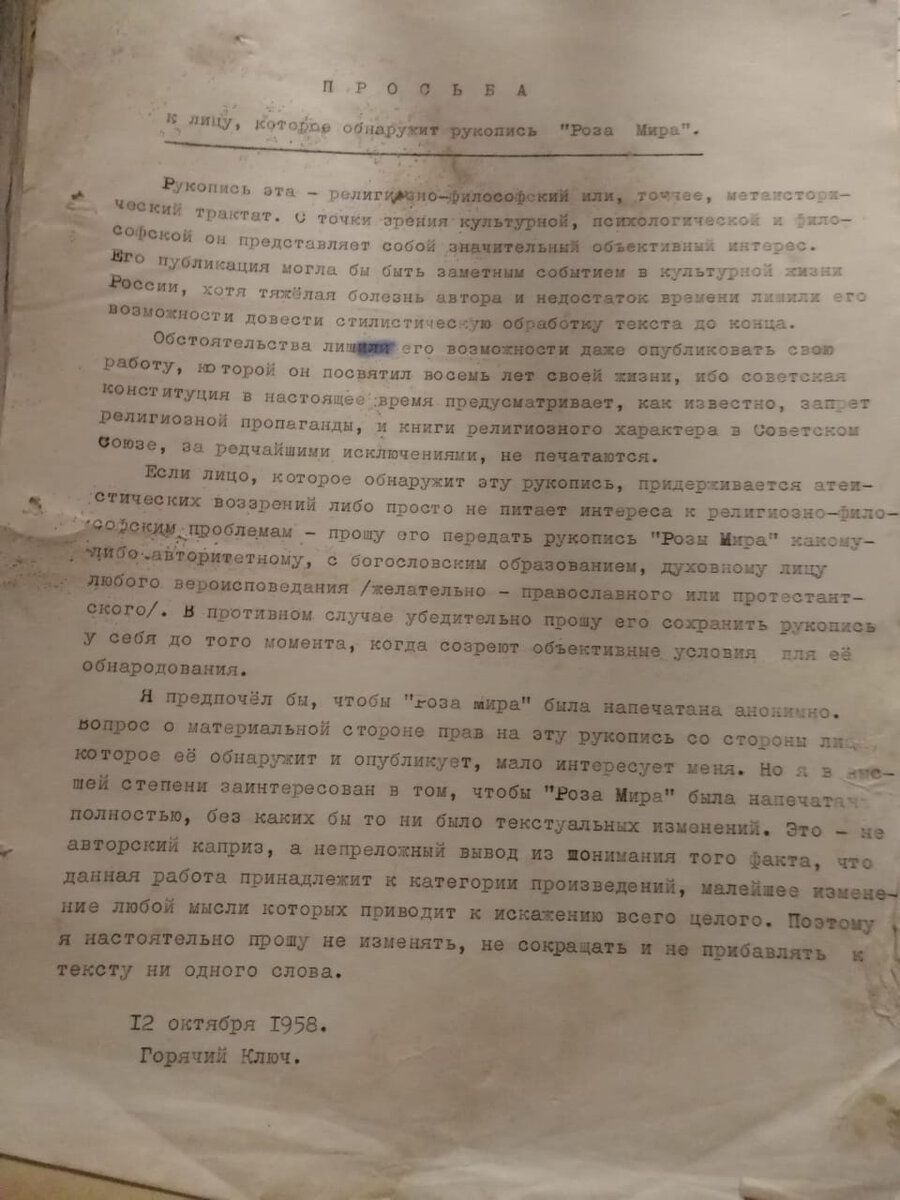 П Р О С Ь Б А
к лицу, которое обнаружит рукопись "Роза Мира".
Рукопись эта - религиозно-философский или, точнее, метаистори-
ческий трактат. С точки зрения культурной, психологической и фило-
софской он представляет собой значительный объективный интерес.
Его публикация могла бы быть заметным событием в культурной жизни
России, хотя тяжёлая болезнь автора и недостаток времени лишили его
возможности довести стилистическую обработку текста до конца.
Обстоятельства лишили его возможности даже опубликовать свою
работу, которой он посвятил восемь лет своей жизни, ибо советская
конституция в настоящее время предусматривает, как известно, запрет
религиозной пропаганды, и книги религиозного характера в Советском
Союзе, за редчайшими исключениями, не печатаются.
Если лицо, которое обнаружит эту рукопись, придерживается атеи-
стических воззрений либо просто не питает интереса к религиозно-фило-
софским проблемам - прошу его передать рукопись "Розы Мира" какому-
либо авторитетному, с богословским образованием, духовному лицу
любого вероисповедания /желательно - православного или протестант-
ского/. В противном случае убедительно прошу его сохранить рукопись
у себя до того момента, когда созреют объективные условия для её
обнародования.
Я предпочёл бы, чтобы "Роза мира" была напечатана анонимно.
Вопрос о материальной стороне прав на эту рукопись со стороны
которое её обнаружит и опубликует, мало интересует меня. Но я в выс-
шей степени заинтересован в том, чтобы "Роза Мира" была напечатана
полностью, без каких бы то ни было текстуальных изменений. Это - не
авторский каприз, а непреложный вывод из понимания того факта, что
данная работа принадлежит к категории произведений, малейшее измене-
ние любой мысли которых приводит к искажению всего целого. Поэтому
я настоятельно прошу не изменять, не сокращать и не прибавлять к
тексту ни одного слова.
12 октября 1958.
Горячий Ключ.